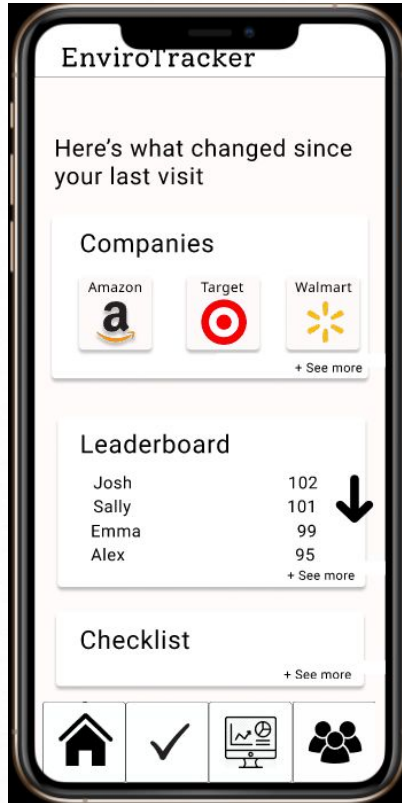 EnviroTracker
Here's what changed since
your last visit
Companies
Amazon Target Walmart
a
+ See more
Leaderboard
Josh 102
Sally 101
Emma 99
Alex 95
+ See more
Checklist
+ See more